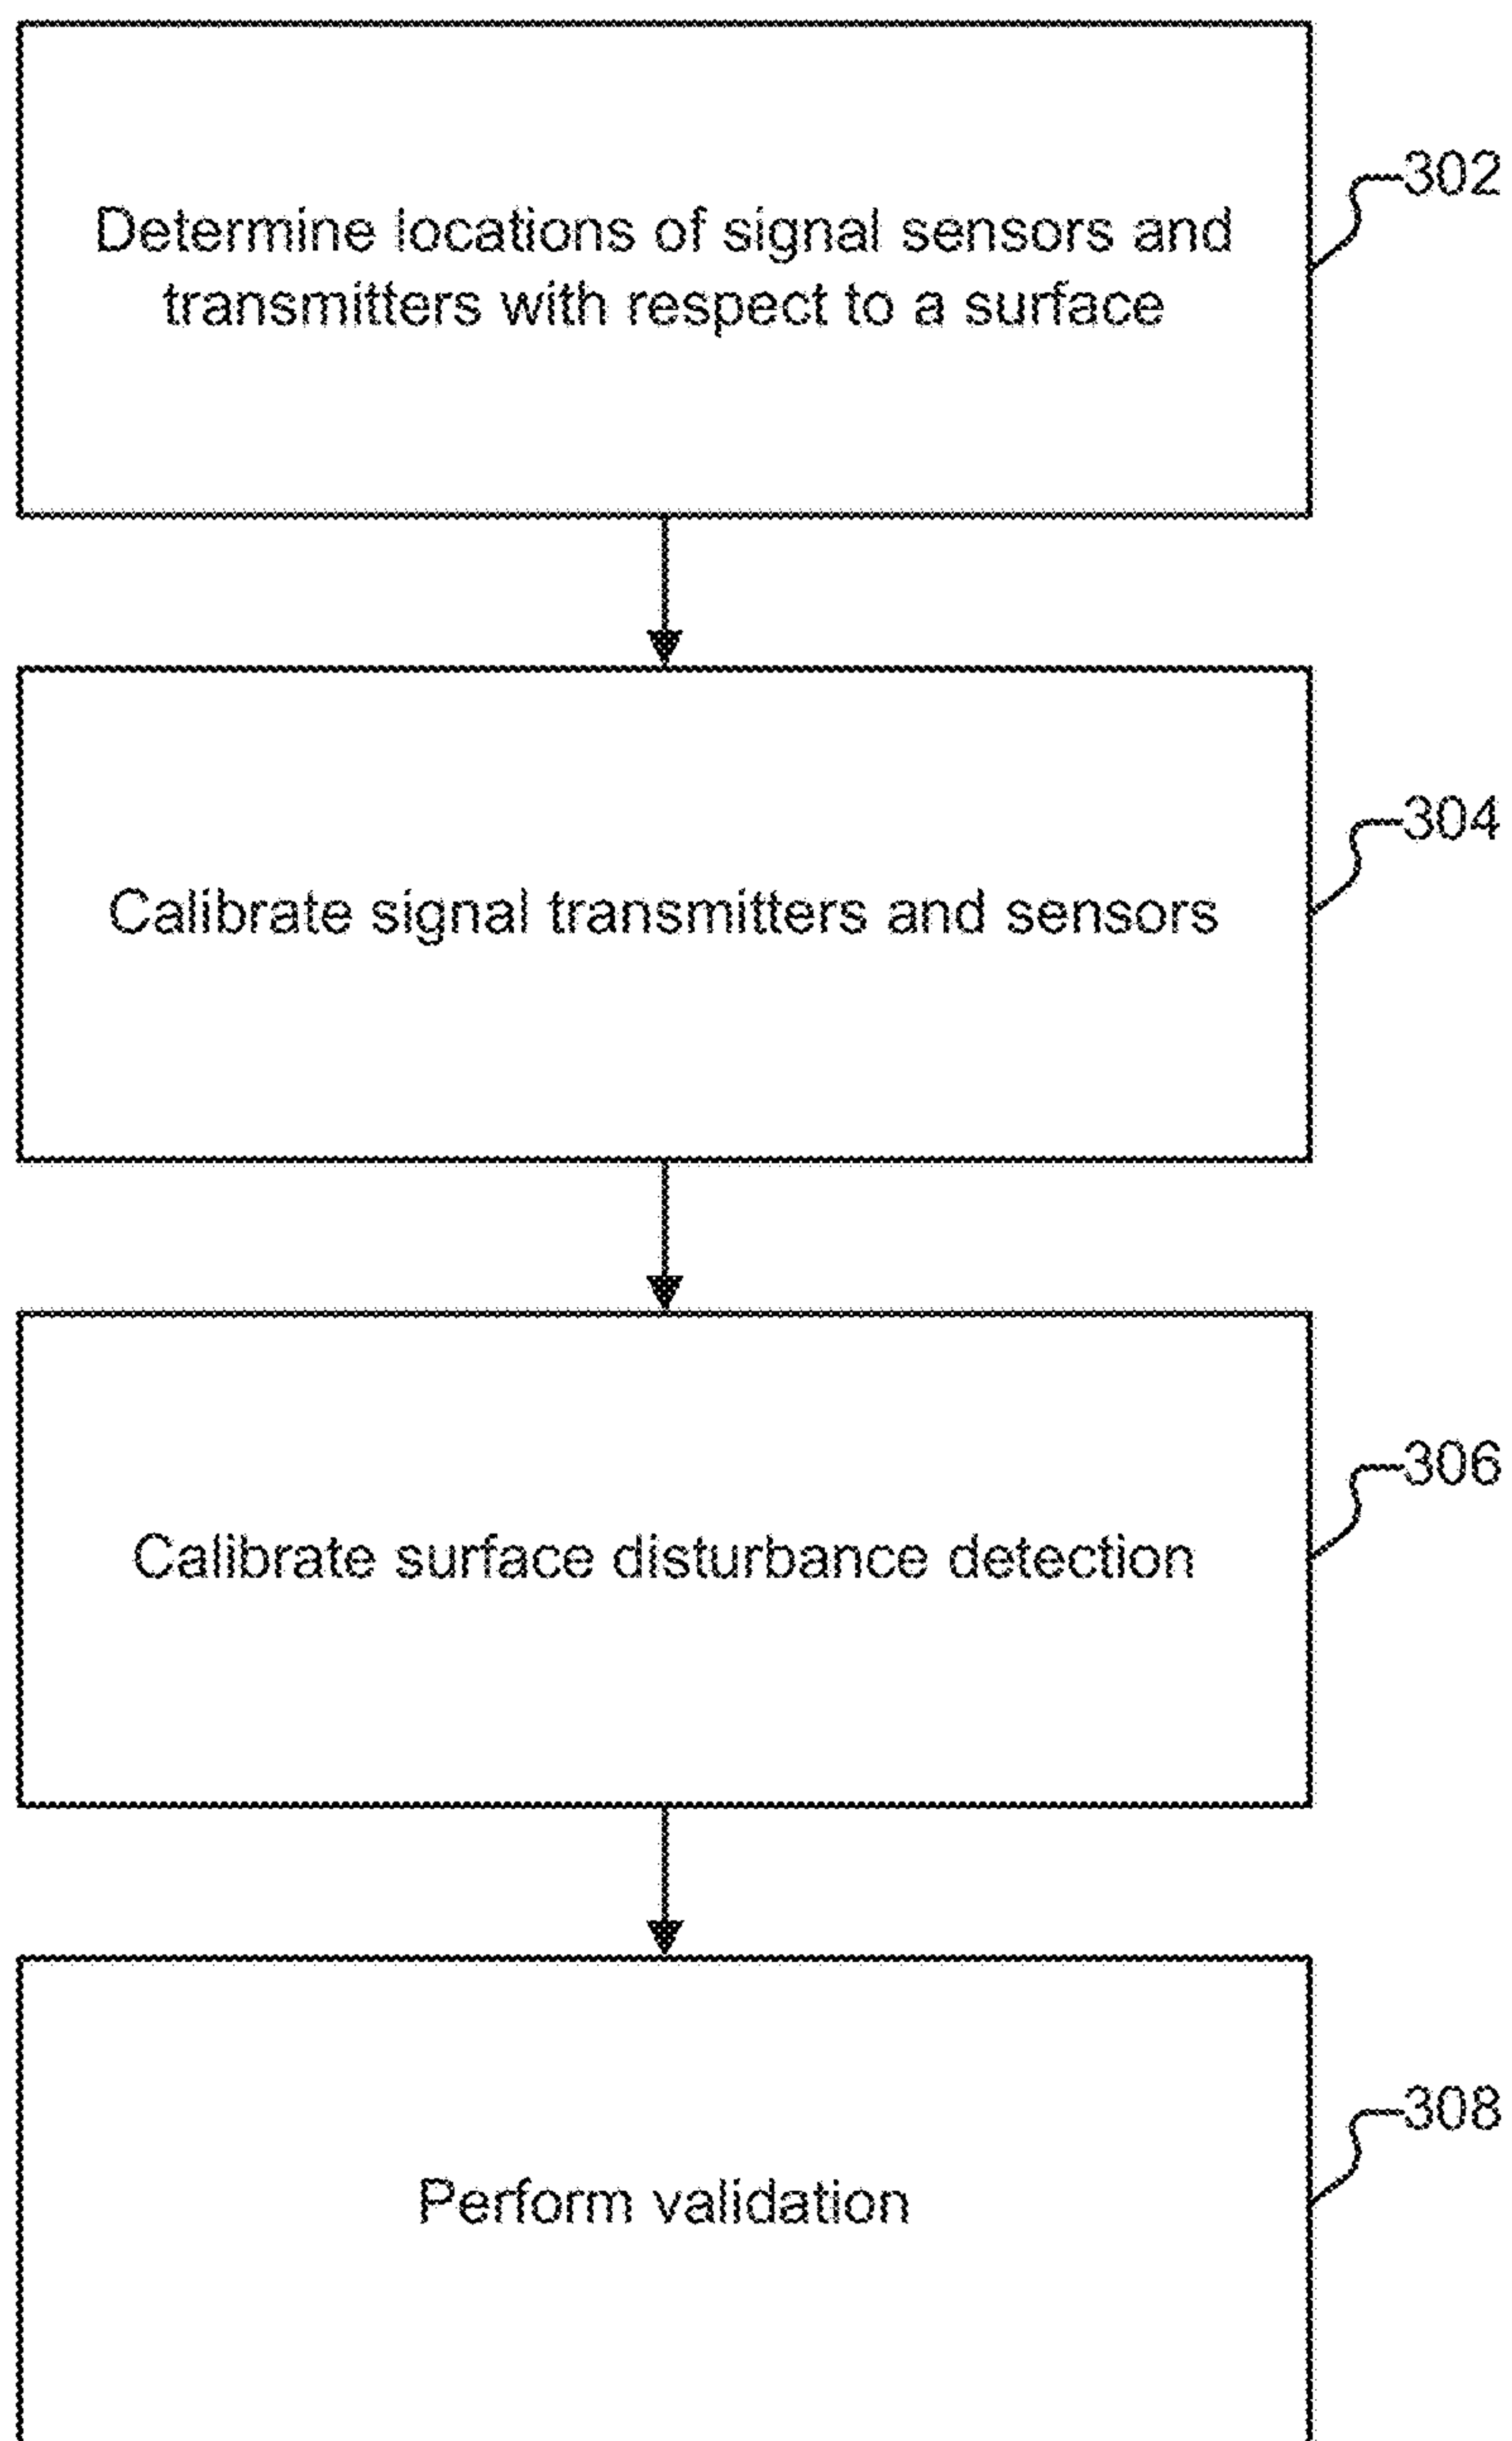 302
Determine locations of signal sensors and
transmitters with respect to a surface
304
Calibrate signal transmitters and sensors
306
Calibrate surface disturbance detection
308
Perform validation